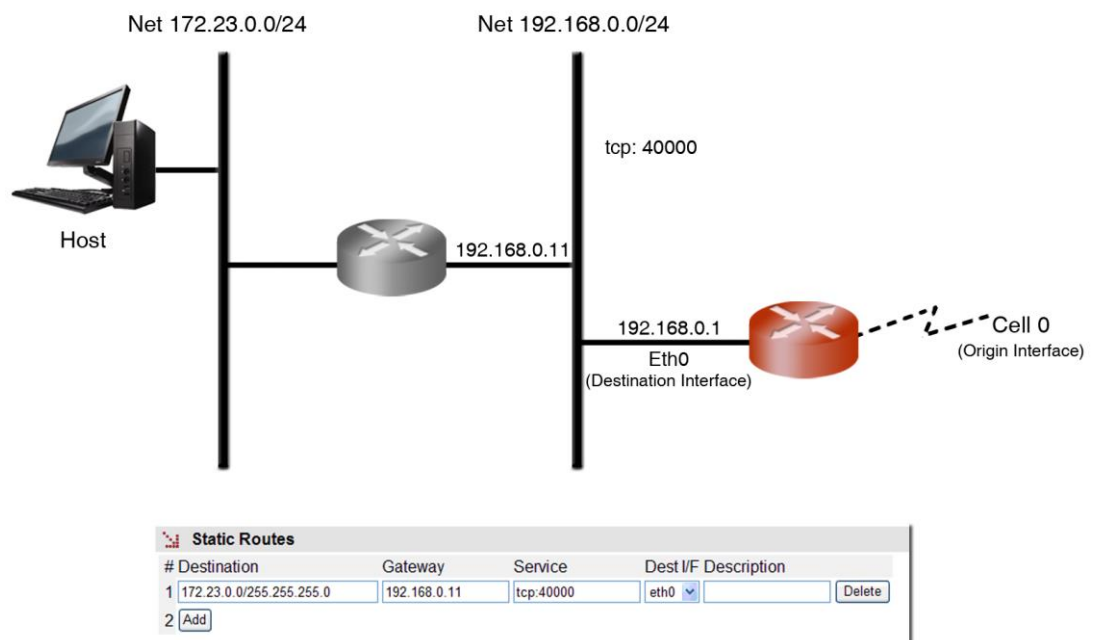 Net 172.23.0.0/24
Net 192.168.0.0/24
tcp: 40000
Host
192.168.0.11
192.168.0.1
Eth0
(Destination Interface)
Cell 0
(Origin Interface)
Static Routes
# Destination Gateway Service Dest I/F Description
1 172.23.0.0/255.255.255.0 192.168.0.11 tcp:40000 eth0 Delete
2 Add